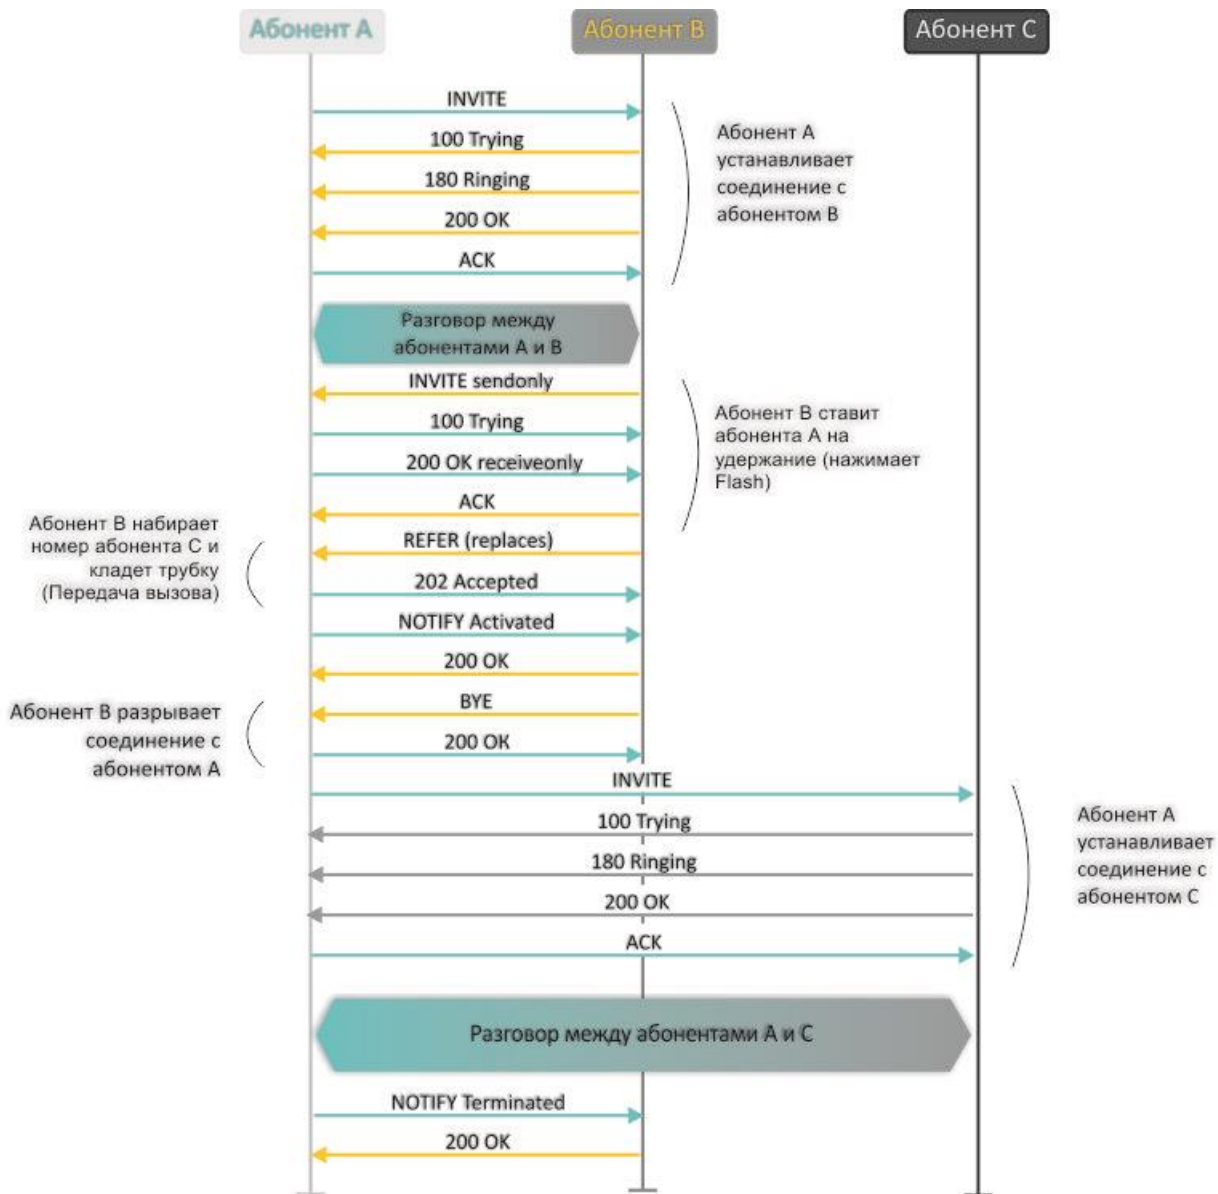 Абонент А
Абонент В
Абонент С
INVITE
100 Trying
180 Ringing
200 OK
ACK
Абонент А
устанавливает
соединение с
абонентом В
Разговор между
абонентами А и В
INVITE sendonly
100 Trying
200 OK receiveonly
ACK
Абонент В ставит
абонента А на
удержание (нажимает
Flash)
Абонент В набирает
номер абонента С и
кладет трубку
(Передача вызова)
REFER (replaces)
202 Accepted
NOTIFY Activated
200 OK
Абонент В разрывает
соединение с
абонентом А
BYE
200 OK
INVITE
100 Trying
180 Ringing
200 OK
ACK
Абонент А
устанавливает
соединение с
абонентом С
Разговор между абонентами А и С
NOTIFY Terminated
200 OK